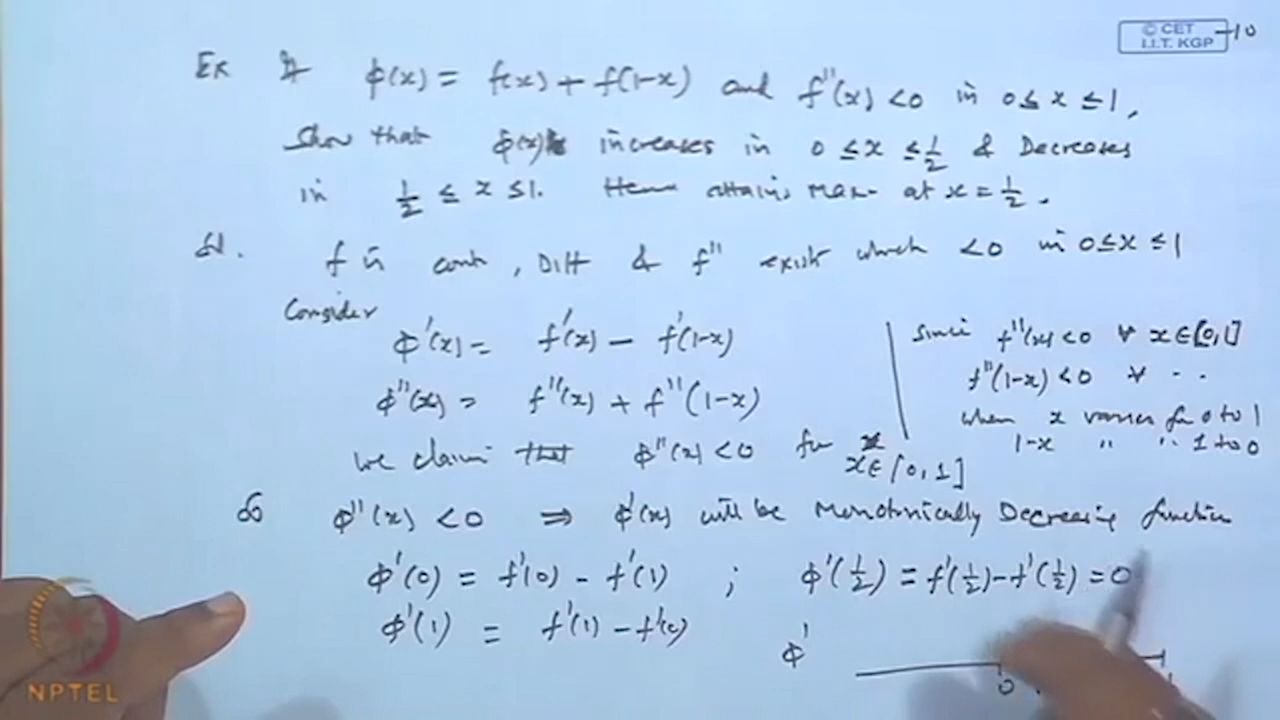 © CET
I.I.T. KGP
-10
Ex If φ(x) = f(x) + f(1-x) and f''(x) < 0 in 0 ≤ x ≤ 1,
Show that φ(x) increases in 0 ≤ x ≤ 1/2 & Decreases
in 1/2 ≤ x ≤ 1. Hence attains max at x = 1/2.
Sol. f is cont, Diff & f'' exist which < 0 in 0 ≤ x ≤ 1
Consider
φ'(x) = f'(x) - f'(1-x)
φ''(x) = f''(x) + f''(1-x)
Since f''(x) < 0 ∀ x ∈ [0,1]
f''(1-x) < 0 ∀ ..
when x varies fr 0 to 1
1-x " " 1 to 0
We claim that φ''(x) < 0 for
x ∈ [0, 1]
So φ''(x) < 0 ⇒ φ'(x) will be Monotonically Decreasing function
φ'(0) = f'(0) - f'(1) ; φ'(1/2) = f'(1/2) - f'(1/2) = 0
φ'(1) = f'(1) - f'(0)
φ'
0
NPTEL